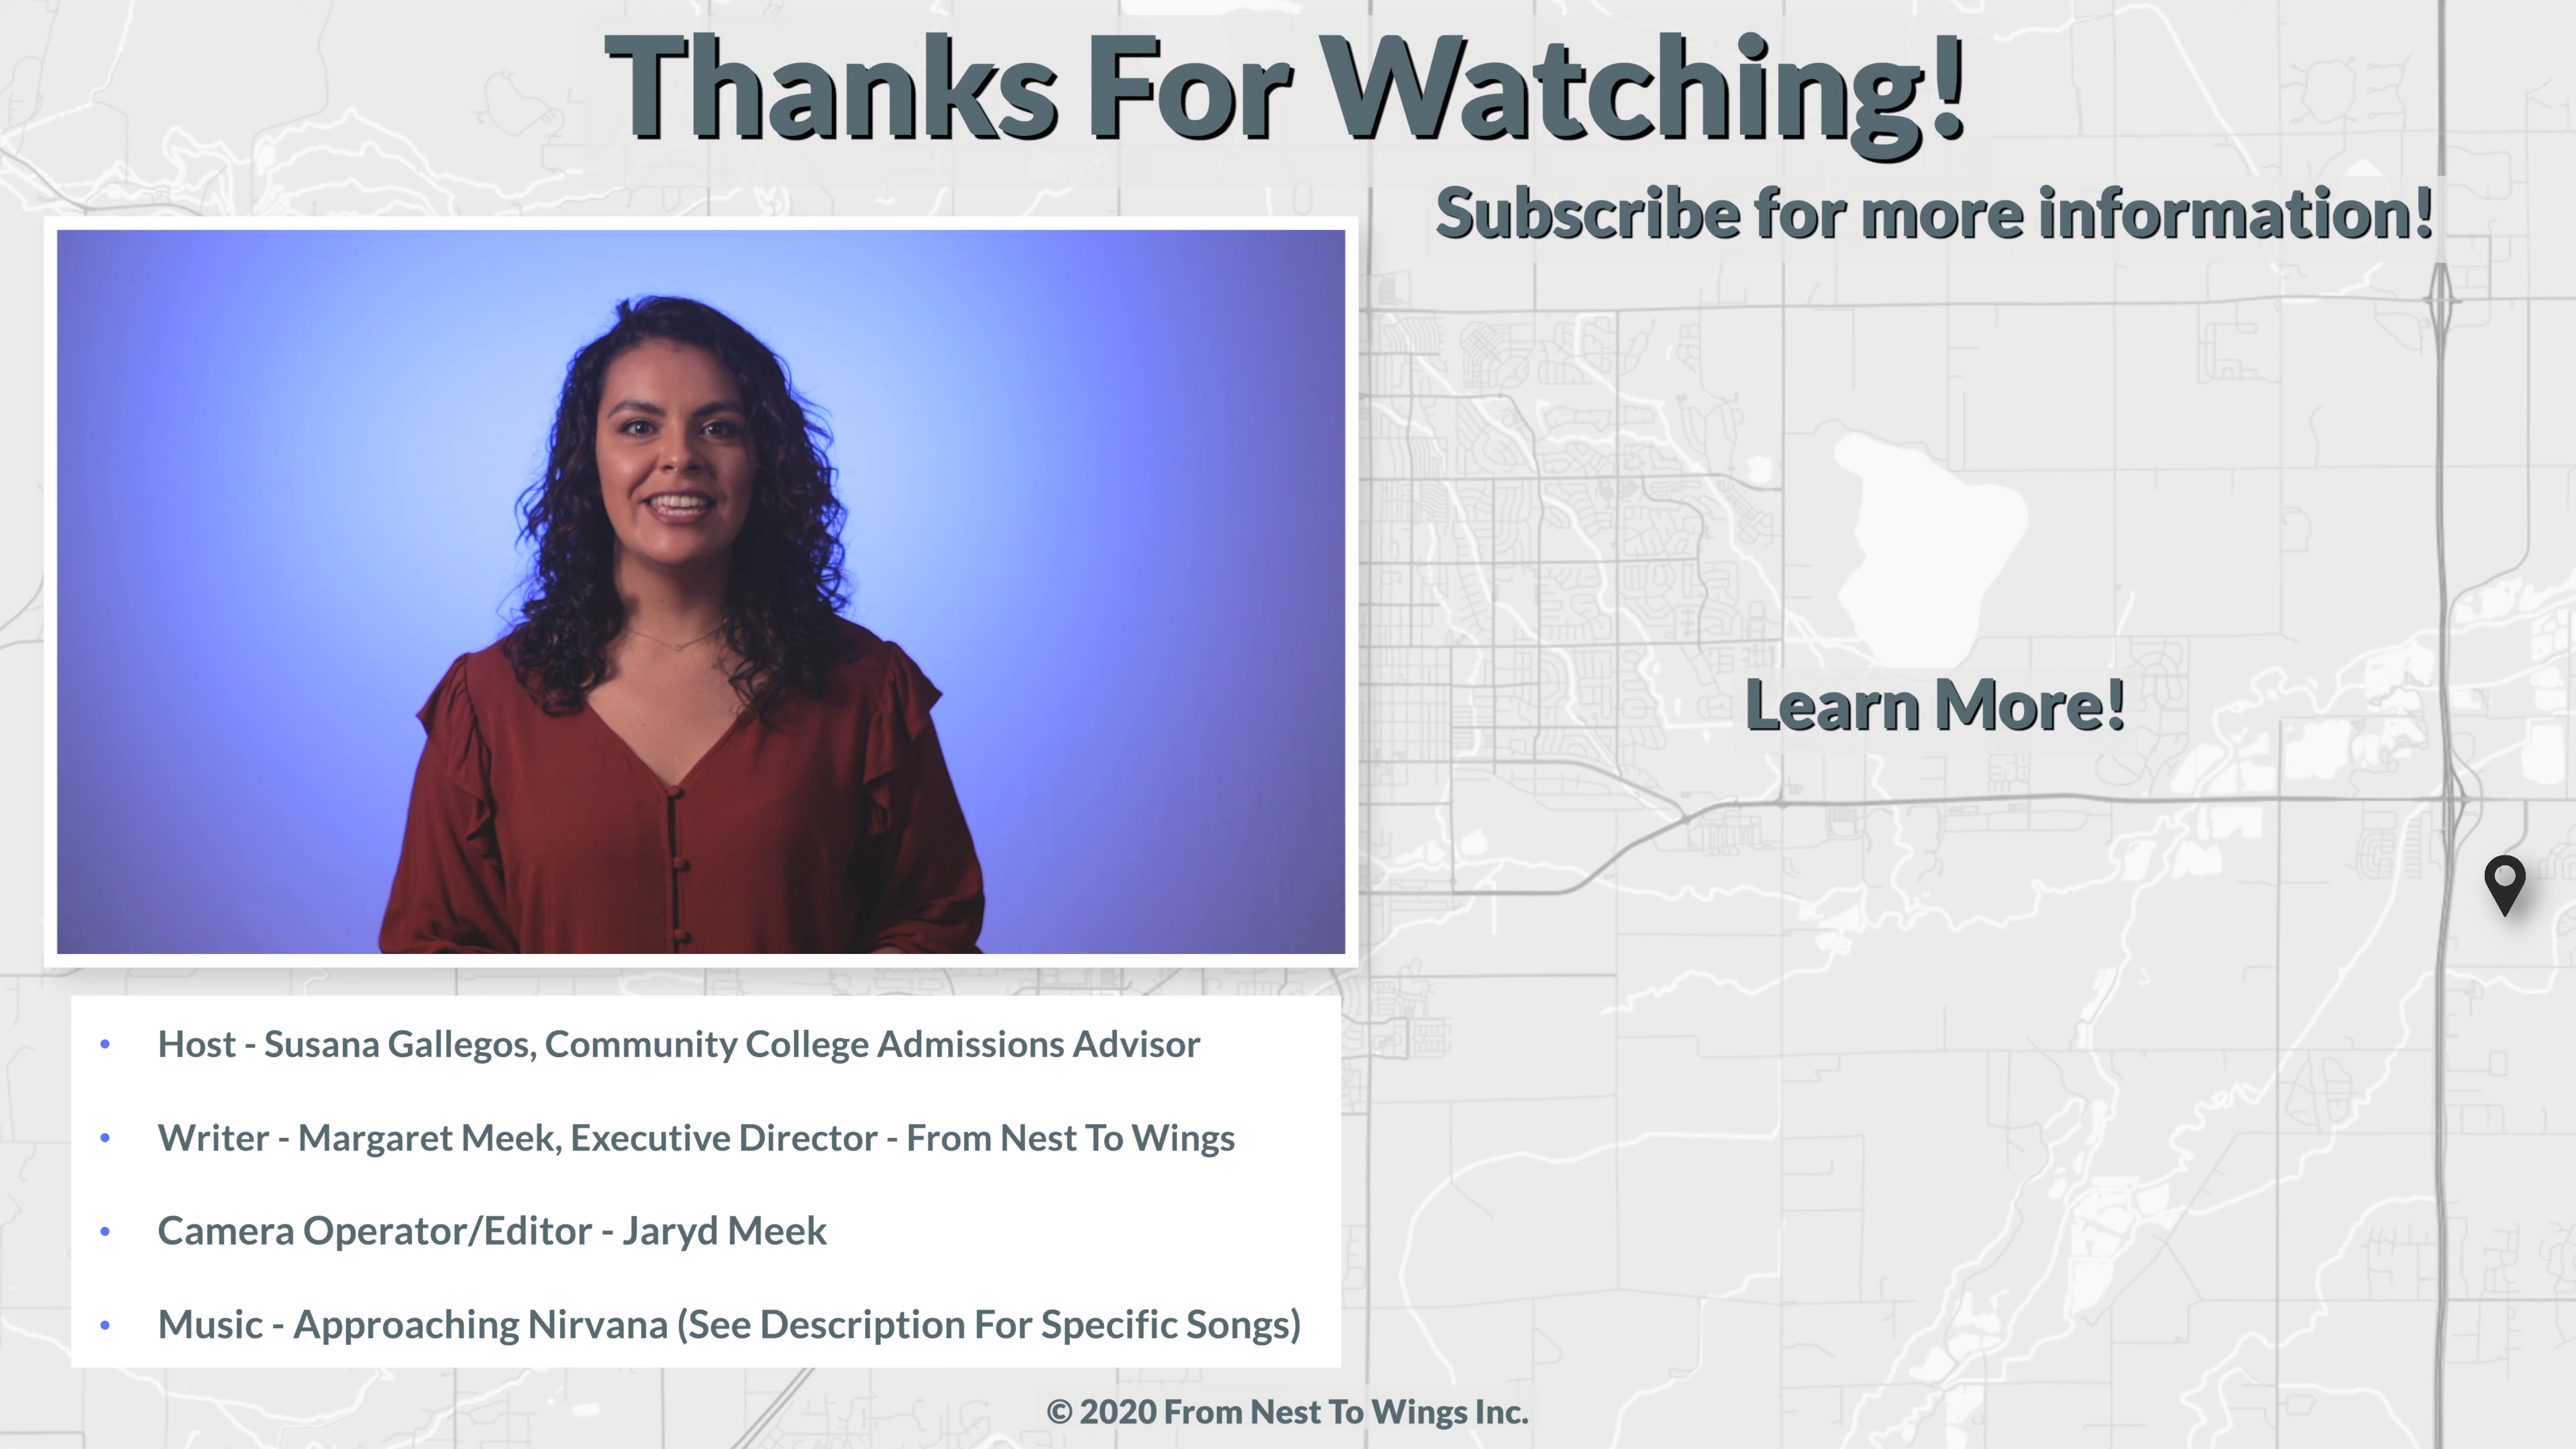 Thanks For Watching!
Subscribe for more information!
Learn More!
• Host - Susana Gallegos, Community College Admissions Advisor
• Writer - Margaret Meek, Executive Director - From Nest To Wings
• Camera Operator/Editor - Jaryd Meek
• Music - Approaching Nirvana (See Description For Specific Songs)
© 2020 From Nest To Wings Inc.